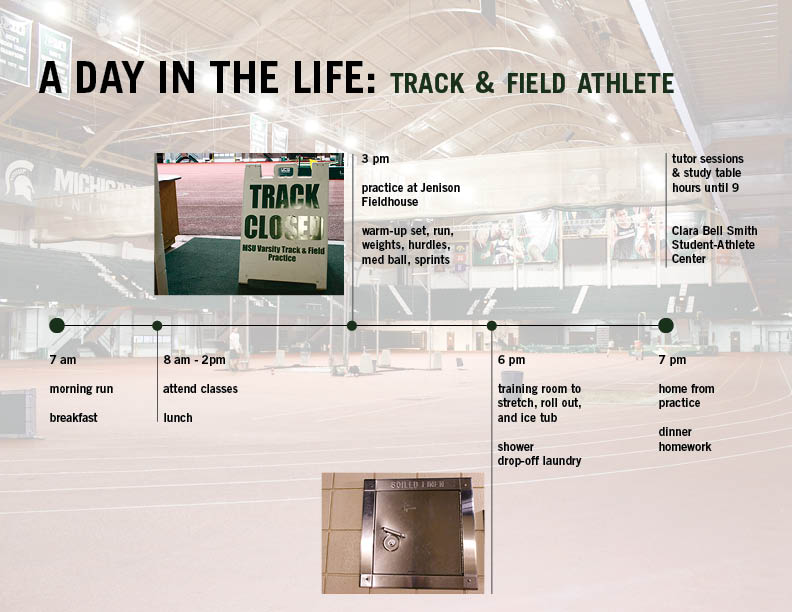 A DAY IN THE LIFE: TRACK & FIELD ATHLETE
MICHIGAN
TRACK
CLOSED
MSU Varsity Track & Field
Practice
3 pm
practice at Jenison
Fieldhouse
warm-up set, run,
weights, hurdles,
med ball, sprints
tutor sessions
& study table
hours until 9
Clara Bell Smith
Student-Athlete
Center
7 am
morning run
breakfast
8 am - 2pm
attend classes
lunch
6 pm
training room to
stretch, roll out,
and ice tub
shower
drop-off laundry
7 pm
home from
practice
dinner
homework
SOILED LINEN